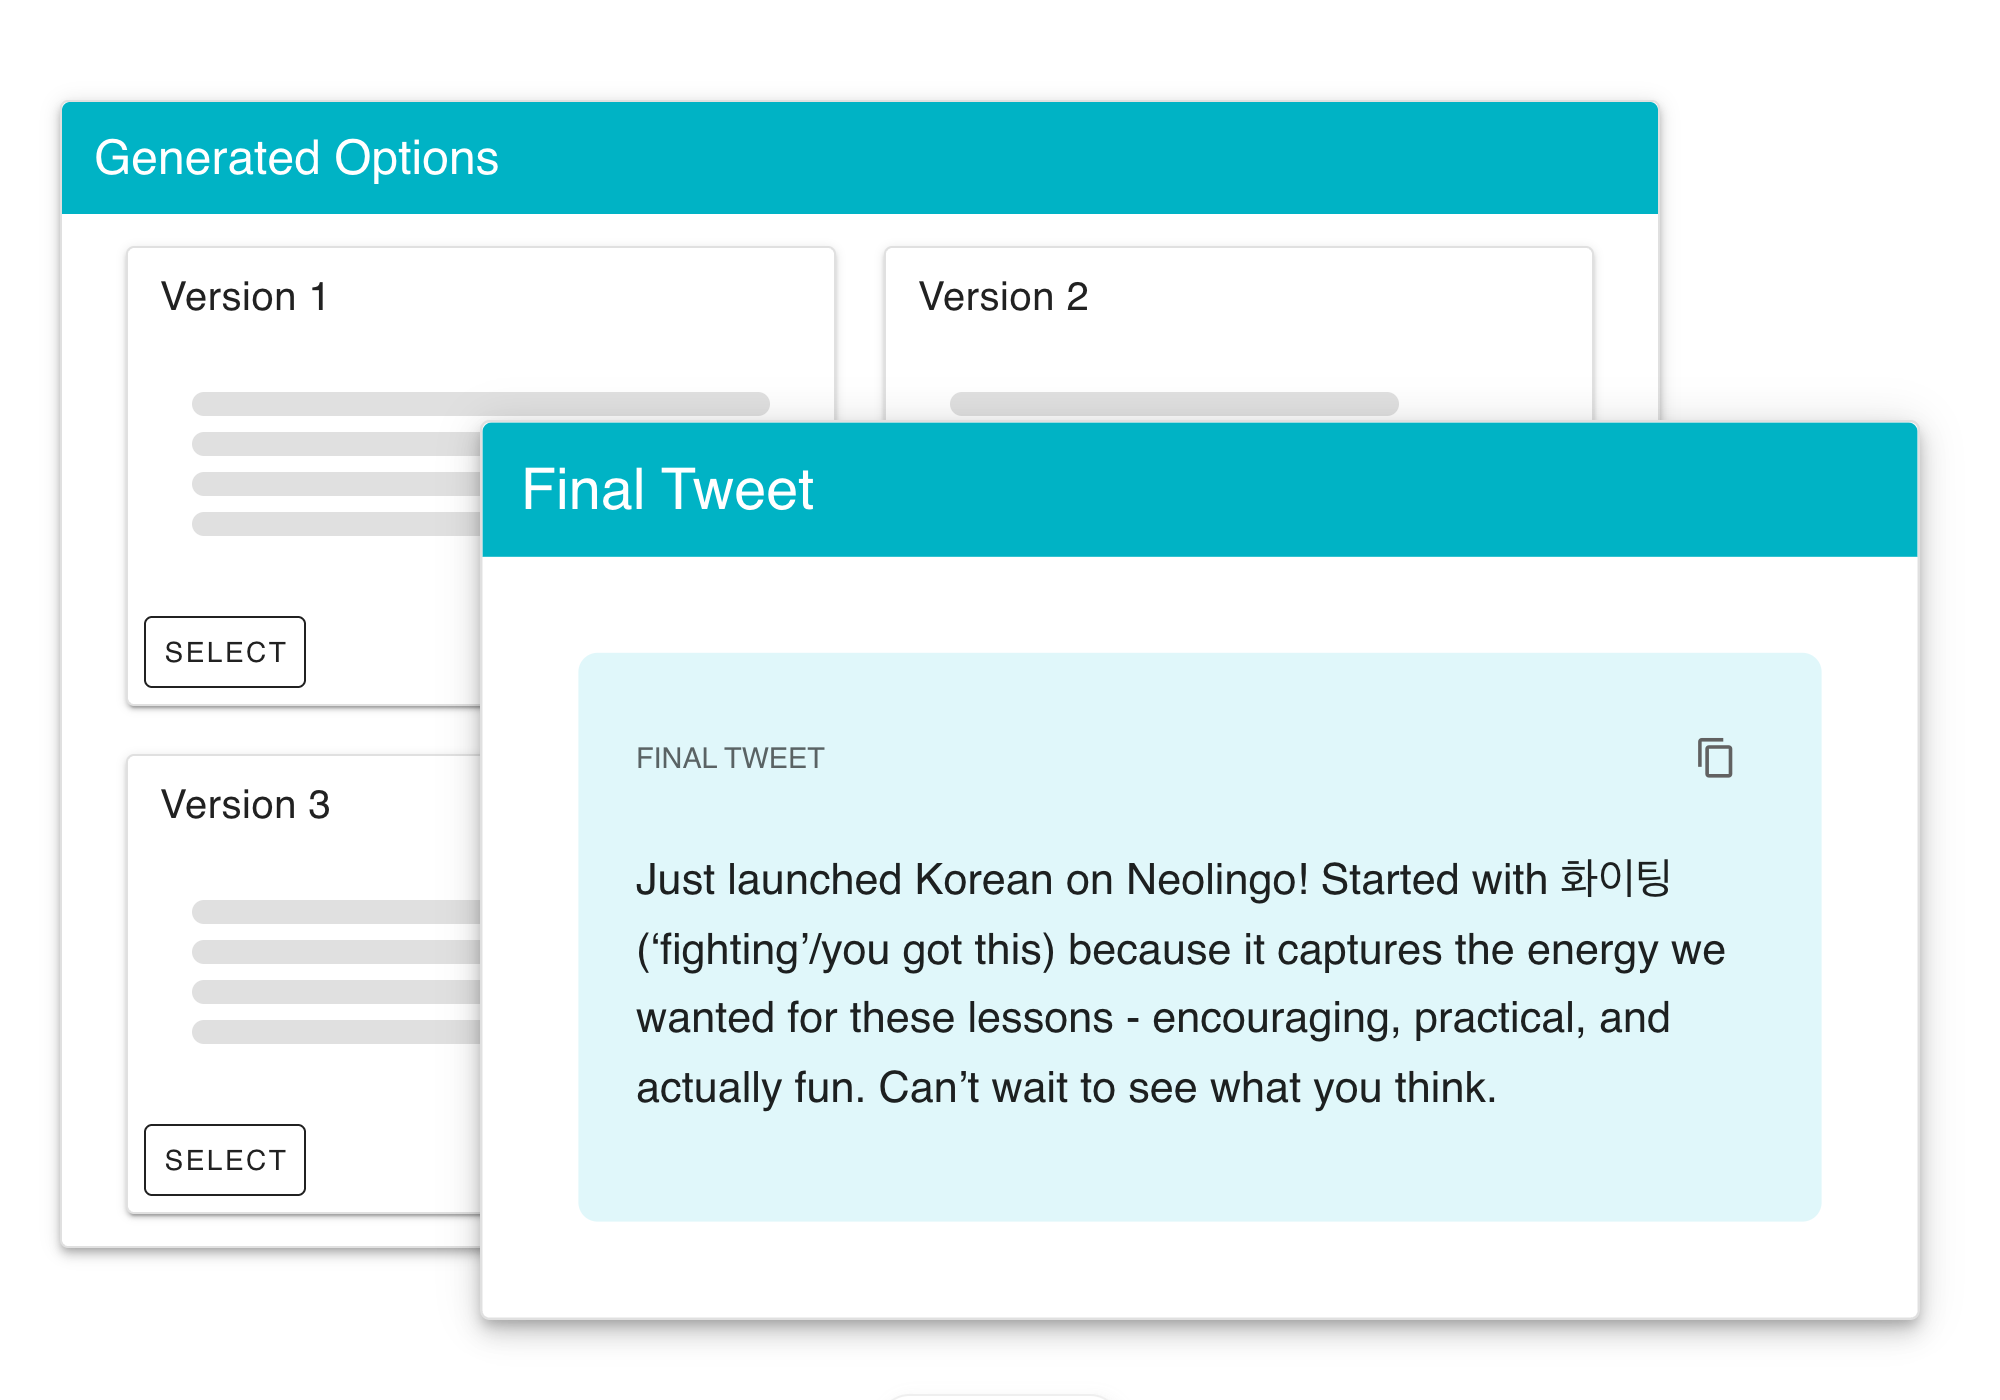 Generated Options
Version 1
Version 2
SELECT
Version 3
SELECT
Final Tweet
FINAL TWEET
Just launched Korean on Neolingo! Started with 화이팅
(‘fighting’/you got this) because it captures the energy we
wanted for these lessons - encouraging, practical, and
actually fun. Can’t wait to see what you think.